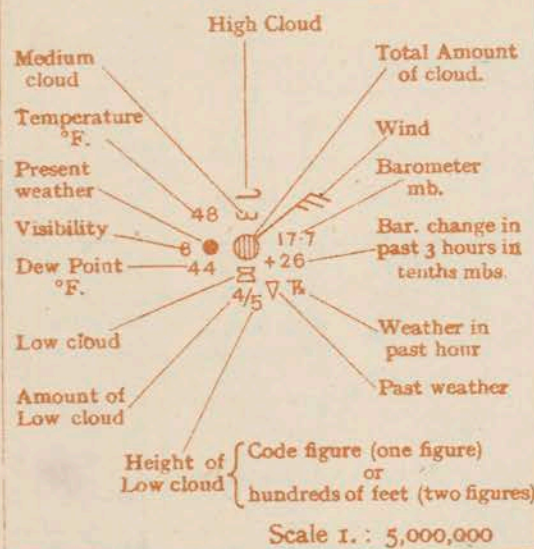 High Cloud
Medium
cloud
Total Amount
of cloud.
Temperature
°F.
Wind
Present
weather
Barometer
mb.
48
Visibility
8
17·7
Bar. change in
past 3 hours in
tenths mbs.
+26
Dew Point
°F.
44
4/5
Low cloud
Weather in
past hour
Amount of
Low cloud
Past weather
Height of
Low cloud
Code figure (one figure)
or
hundreds of feet (two figures)
Scale 1. : 5,000,000